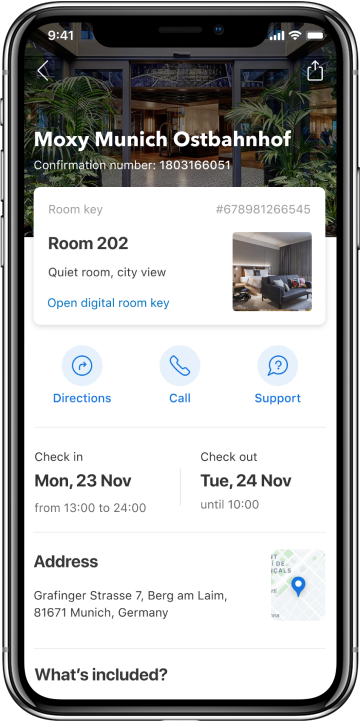 9:41
Moxy Munich Ostbahnhof
Confirmation number: 1803166051
Room key #678981266545
Room 202
Quiet room, city view
Open digital room key
Directions Call Support
Check in Check out
Mon, 23 Nov Tue, 24 Nov
from 13:00 to 24:00 until 10:00
Address
Grafinger Strasse 7, Berg am Laim,
81671 Munich, Germany
What's included?